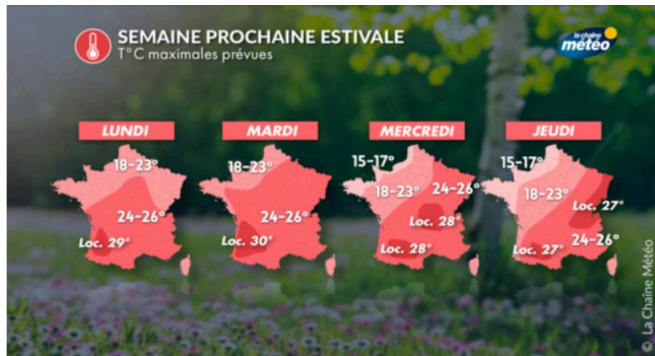 SEMAINE PROCHAINE ESTIVALE
T°C maximales prévues
la chaîne
météo
LUNDI
18-23°
24-26°
Loc. 29°
MARDI
18-23°
24-26°
Loc. 30°
MERCREDI
15-17°
18-23°
24-26°
Loc. 28°
Loc. 28°
JEUDI
15-17°
18-23°
Loc. 27°
24-26°
Loc. 27°
© La Chaîne Météo